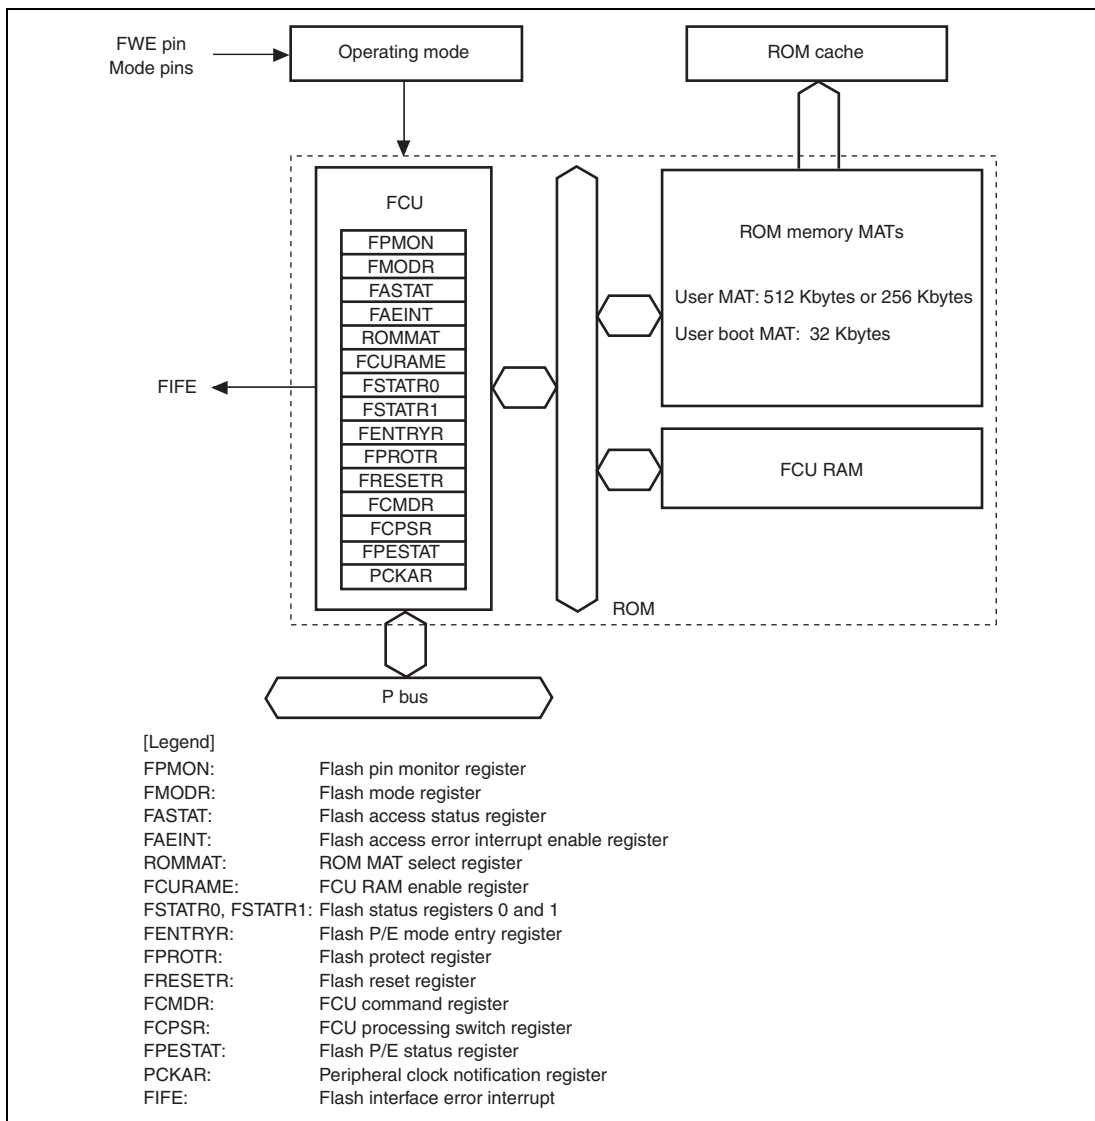 FWE pin
Mode pins
Operating mode
ROM cache
FCU
FPMON
FMODR
FASTAT
FAEINT
ROMMAT
FCURAME
FSTATR0
FSTATR1
FENTRYR
FPROTR
FRESETR
FCMDR
FCPSR
FPESTAT
PCKAR
FIFE
ROM memory MATs
User MAT: 512 Kbytes or 256 Kbytes
User boot MAT: 32 Kbytes
FCU RAM
ROM
P bus
[Legend]
FPMON: Flash pin monitor register
FMODR: Flash mode register
FASTAT: Flash access status register
FAEINT: Flash access error interrupt enable register
ROMMAT: ROM MAT select register
FCURAME: FCU RAM enable register
FSTATR0, FSTATR1: Flash status registers 0 and 1
FENTRYR: Flash P/E mode entry register
FPROTR: Flash protect register
FRESETR: Flash reset register
FCMDR: FCU command register
FCPSR: FCU processing switch register
FPESTAT: Flash P/E status register
PCKAR: Peripheral clock notification register
FIFE: Flash interface error interrupt